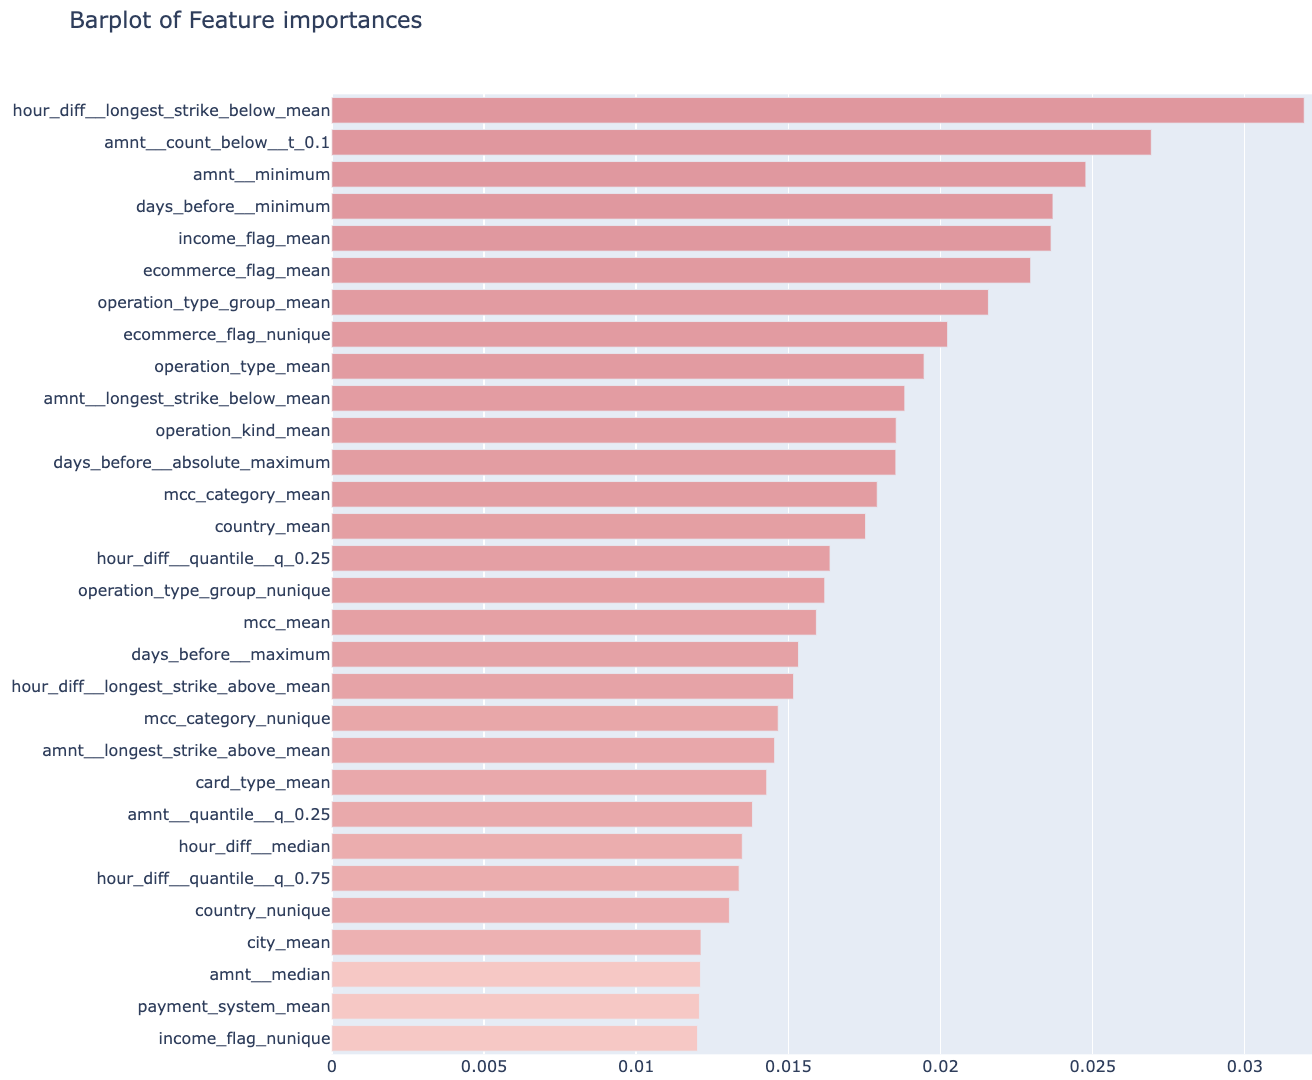 Barplot of Feature importances
hour_diff__longest_strike_below_mean
amnt__count_below__t_0.1
amnt__minimum
days_before__minimum
income_flag_mean
ecommerce_flag_mean
operation_type_group_mean
ecommerce_flag_nunique
operation_type_mean
amnt__longest_strike_below_mean
operation_kind_mean
days_before__absolute_maximum
mcc_category_mean
country_mean
hour_diff__quantile__q_0.25
operation_type_group_nunique
mcc_mean
days_before__maximum
hour_diff__longest_strike_above_mean
mcc_category_nunique
amnt__longest_strike_above_mean
card_type_mean
amnt__quantile__q_0.25
hour_diff__median
hour_diff__quantile__q_0.75
country_nunique
city_mean
amnt__median
payment_system_mean
income_flag_nunique
0 0.005 0.01 0.015 0.02 0.025 0.03